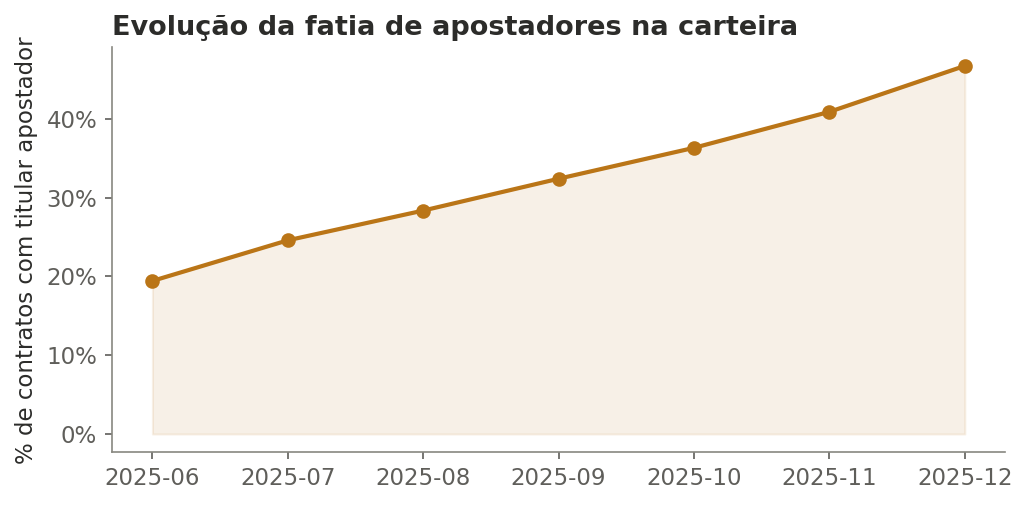 Evolução da fatia de apostadores na carteira
% de contratos com titular apostador
40%
30%
20%
10%
0%
2025-06 2025-07 2025-08 2025-09 2025-10 2025-11 2025-12